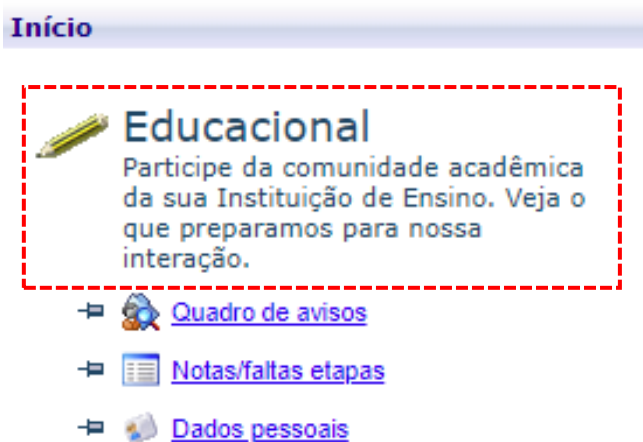 Início
Educacional
Participe da comunidade acadêmica
da sua Instituição de Ensino. Veja o
que preparamos para nossa
interação.
Quadro de avisos
Notas/faltas etapas
Dados pessoais